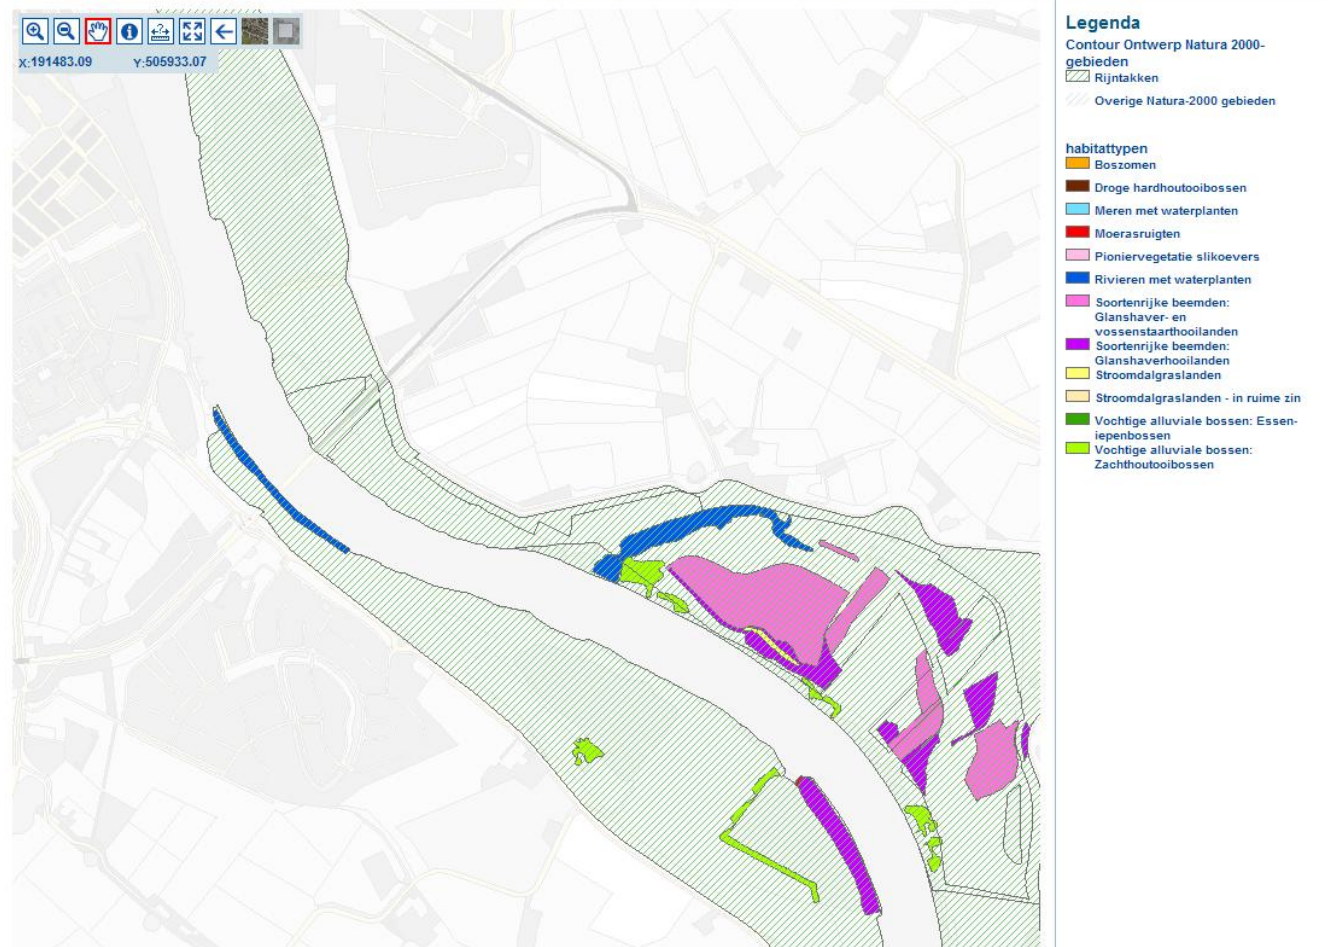 X:191483.09 Y:505933.07
Legenda
Contour Ontwerp Natura 2000-
gebieden
Rijntakken
Overige Natura-2000 gebieden
habitattypen
Boszomen
Droge hardhoutooibossen
Meren met waterplanten
Moerasruigten
Pioniervegetatie slikoevers
Rivieren met waterplanten
Soortenrijke beemden:
Glanshaver- en
vossenstaarthooilanden
Soortenrijke beemden:
Glanshaverhooilanden
Stroomdalgraslanden
Stroomdalgraslanden - in ruime zin
Vochtige alluviale bossen: Essen-
iepenbossen
Vochtige alluviale bossen:
Zachthoutooibossen